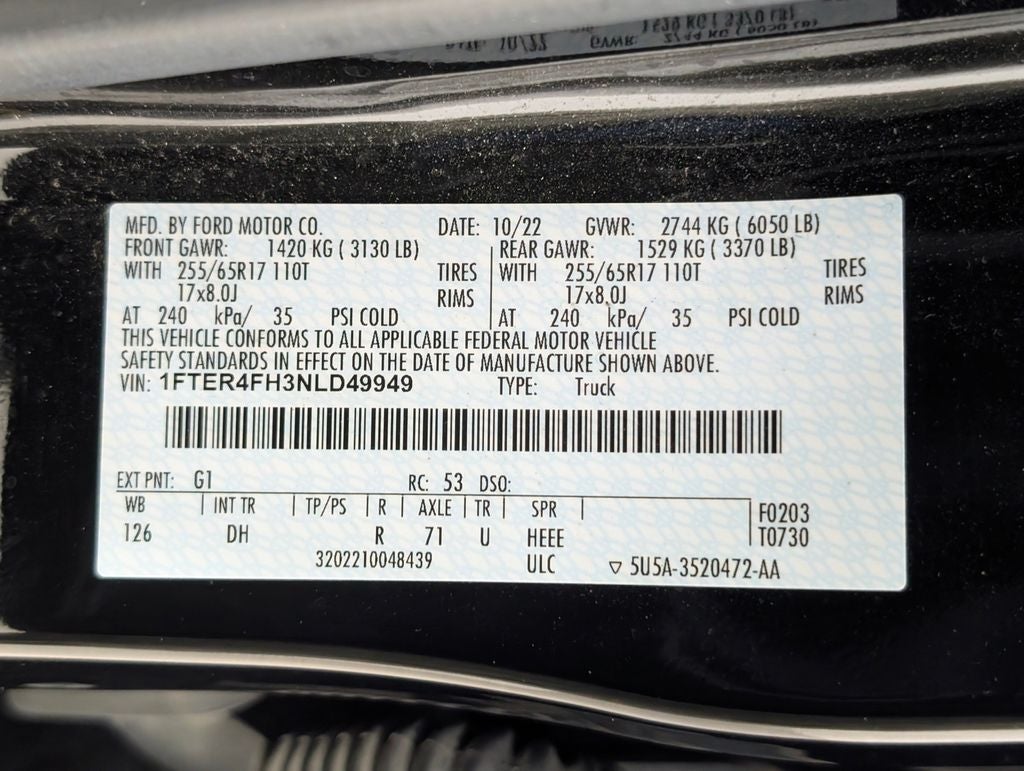 MFD. BY FORD MOTOR CO. DATE: 10/22 GVWR: 2744 KG ( 6050 LB)
FRONT GAWR: 1420 KG ( 3130 LB) REAR GAWR: 1529 KG ( 3370 LB)
WITH 255/65R17 110T TIRES WITH 255/65R17 110T TIRES
17x8.0J RIMS 17x8.0J RIMS
AT 240 kPa/ 35 PSI COLD AT 240 kPa/ 35 PSI COLD
THIS VEHICLE CONFORMS TO ALL APPLICABLE FEDERAL MOTOR VEHICLE
SAFETY STANDARDS IN EFFECT ON THE DATE OF MANUFACTURE SHOWN ABOVE.
VIN: 1FTER4FH3NLD49949 TYPE: Truck
EXT PNT: G1 RC: 53 DSO:
WB INT TR TP/PS R AXLE TR SPR F0203
126 DH R 71 U HEEE T0730
3202210048439 ULC ▽ 5U5A-3520472-AA